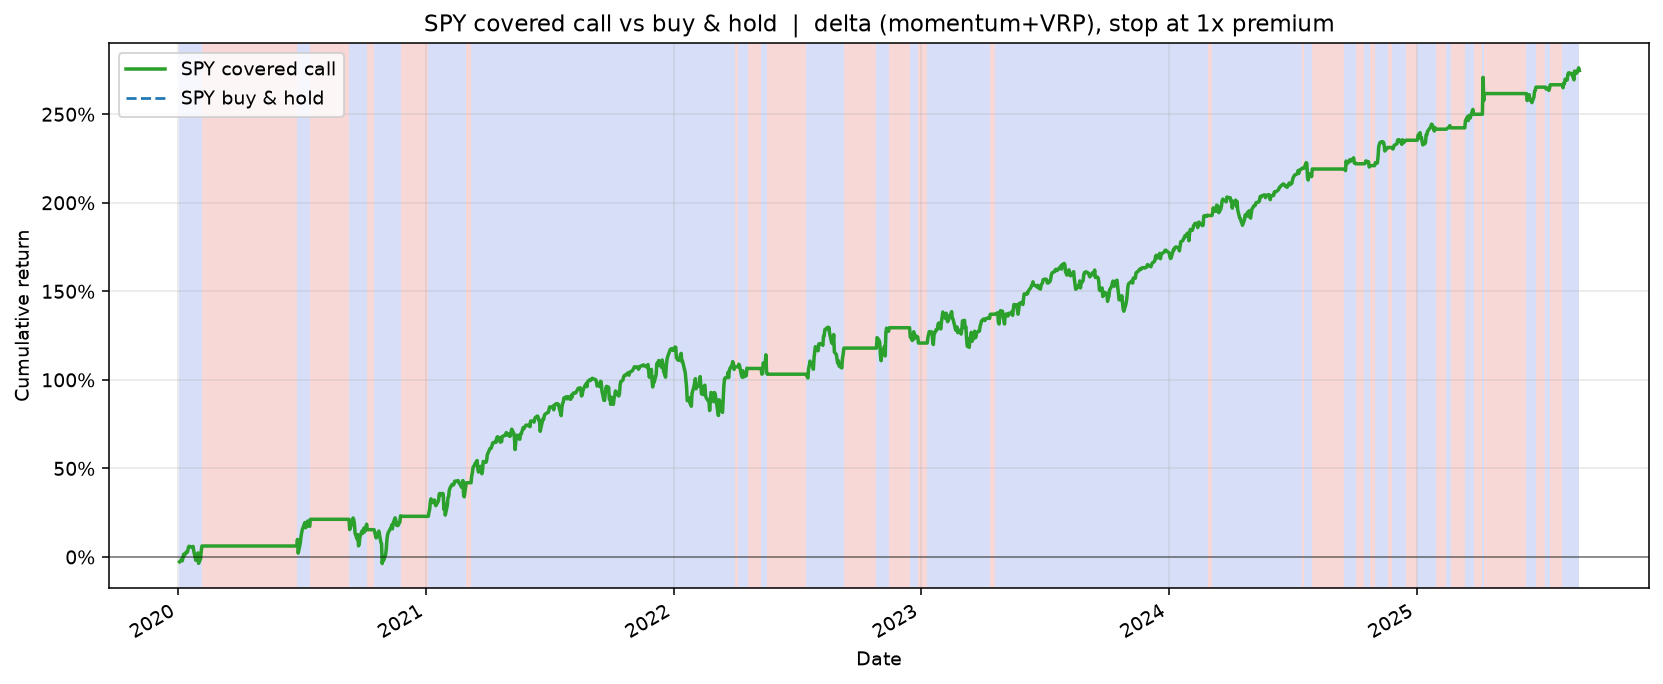 SPY covered call vs buy & hold  |  delta (momentum+VRP), stop at 1x premium
SPY covered call
SPY buy & hold
Cumulative return
250%
200%
150%
100%
50%
0%
2020
2021
2022
2023
2024
2025
Date